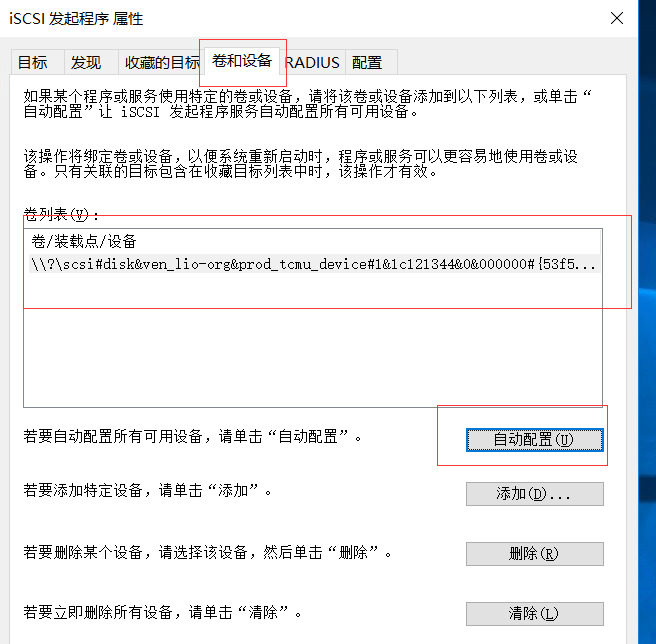 iSCSI 发起程序 属性
目标 发现 收藏的目标 卷和设备 RADIUS 配置
如果某个程序或服务使用特定的卷或设备，请将该卷或设备添加到以下列表，或单击“
自动配置”让 iSCSI 发起程序服务自动配置所有可用设备。
该操作将绑定卷或设备，以便系统重新启动时，程序或服务可以更容易地使用卷或设
备。只有关联的目标包含在收藏目标列表中时，该操作才有效。
卷列表(V):
卷/装载点/设备
\\?\scsi#disk&ven_lio-org&prod_tcmu_device#1&1c121344&0&000000#{53f5...
若要自动配置所有可用设备，请单击“自动配置”。
自动配置(U)
若要添加特定设备，请单击“添加”。
添加(D)...
若要删除某个设备，请选择该设备，然后单击“删除”。
删除(R)
若要立即删除所有设备，请单击“清除”。
清除(L)